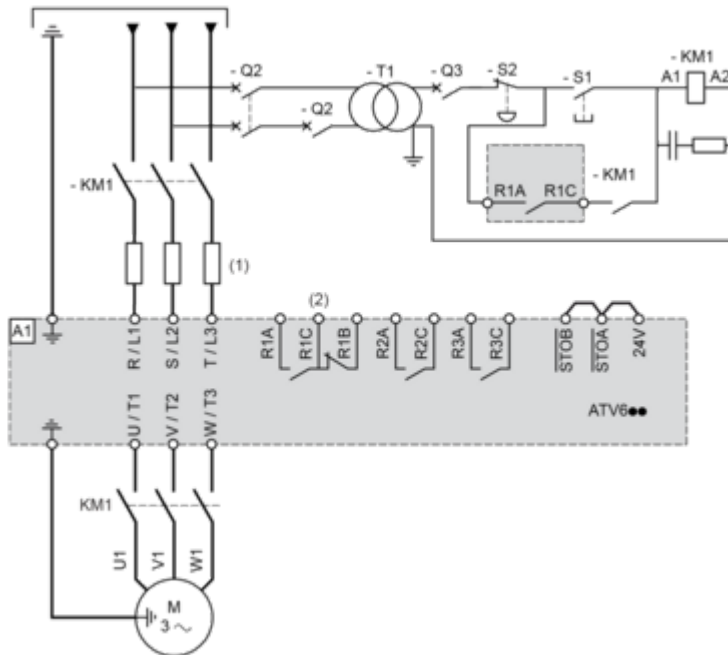 - Q2
- T1
- Q3
- S2
- S1
- KM1
A1
A2
- Q2
- KM1
R1A
R1C
- KM1
(1)
(2)
A1
R / L1
S / L2
T / L3
R1A
R1C
R1B
R2A
R2C
R3A
R3C
STOB
STOA
24V
ATV6●●
U / T1
V / T2
W / T3
KM1
U1
V1
W1
M
3 ~